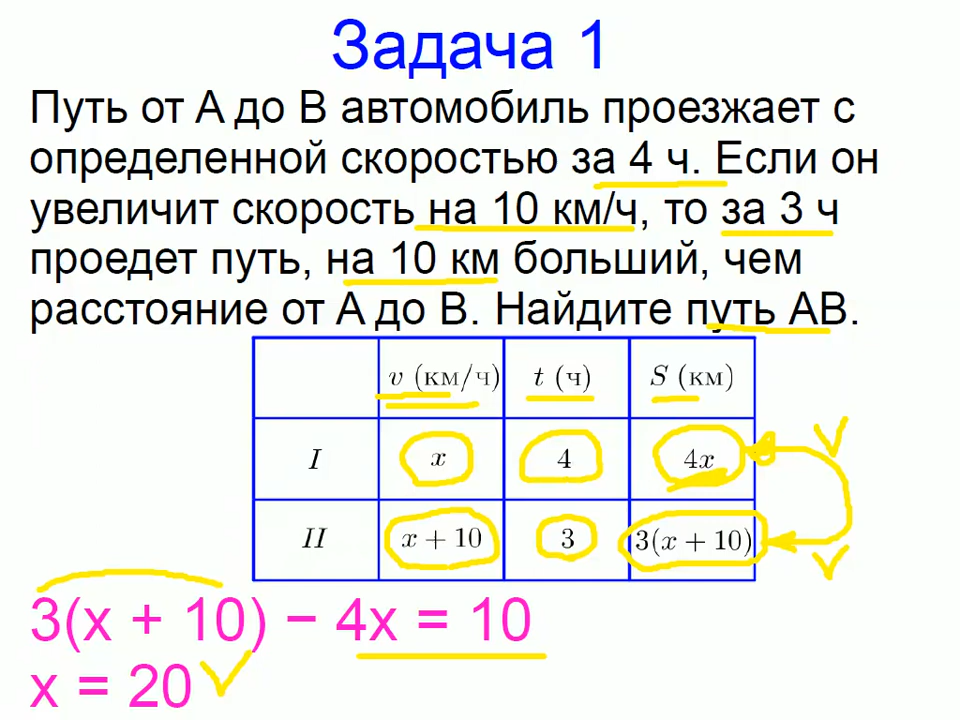 Задача 1
Путь от А до В автомобиль проезжает с
определенной скоростью за 4 ч. Если он
увеличит скорость на 10 км/ч, то за 3 ч
проедет путь, на 10 км больший, чем
расстояние от А до В. Найдите путь АВ.
v (км/ч) t (ч) S (км)
I x 4 4x
II x + 10 3 3(x + 10)
3(x + 10) − 4x = 10
x = 20